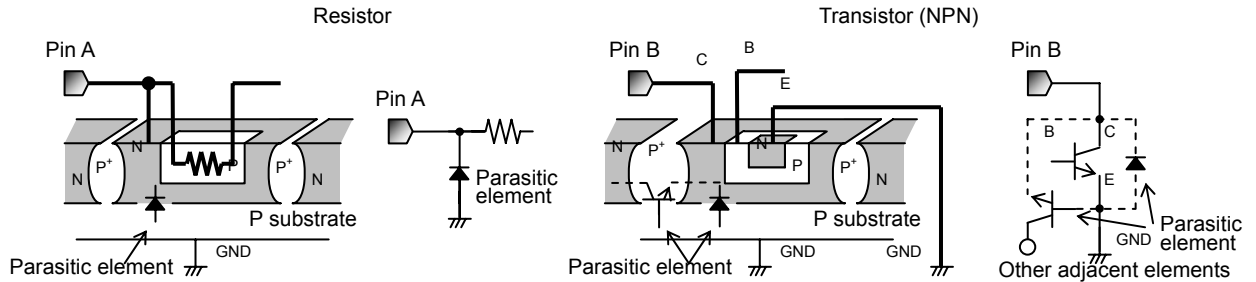 Resistor
Pin A
N
P
P+
P+
N
N
P substrate
GND
Parasitic element
Pin A
Parasitic
element
Transistor (NPN)
Pin B
C
B
E
N
P
P+
P+
N
N
P substrate
GND
GND
Parasitic element
Pin B
B
C
E
GND
Parasitic
element
Other adjacent elements